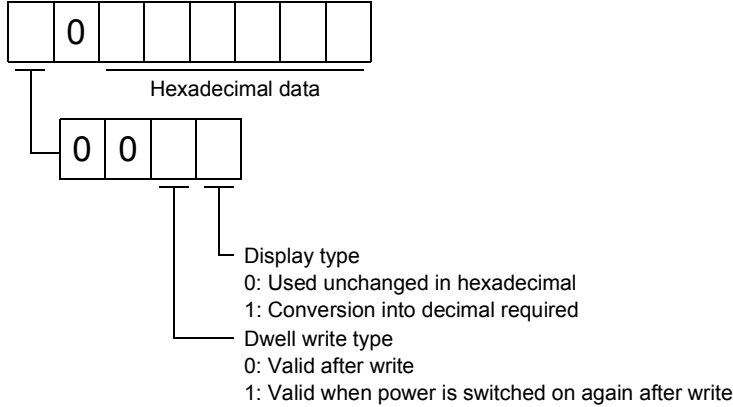 0
Hexadecimal data
0 0
Display type
0: Used unchanged in hexadecimal
1: Conversion into decimal required
Dwell write type
0: Valid after write
1: Valid when power is switched on again after write